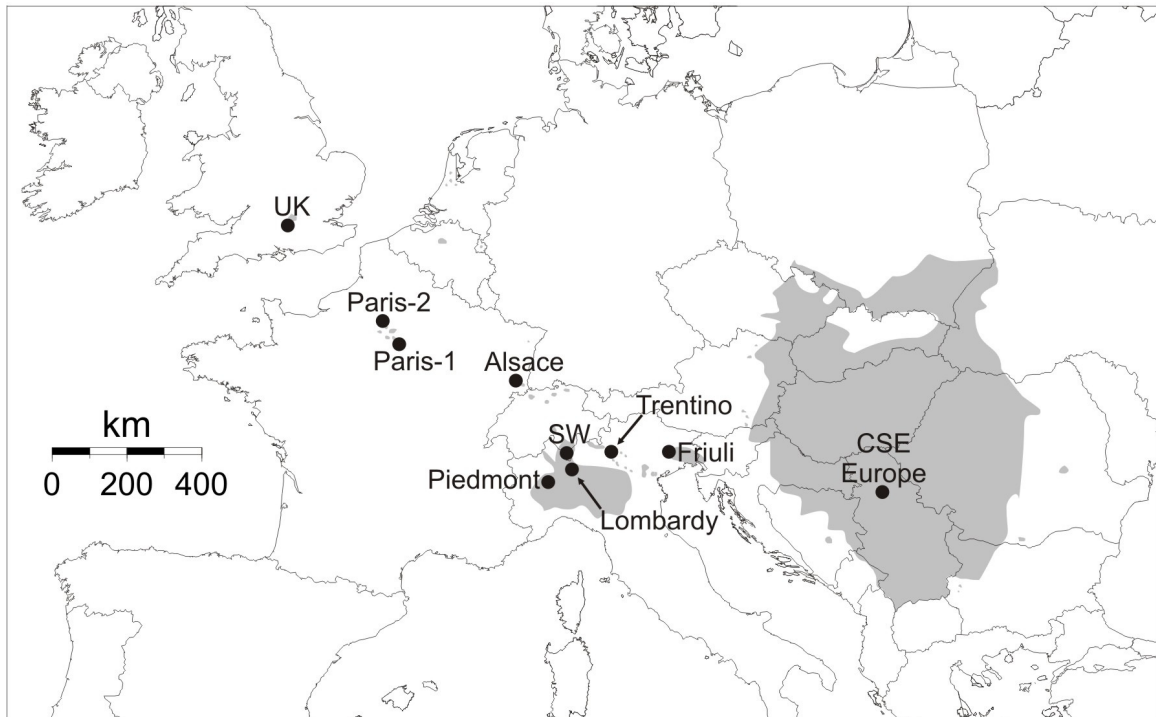 UK
Paris-2
Paris-1
Alsace
km
0 200 400
Trentino
SW
Friuli
CSE
Europe
Piedmont
Lombardy